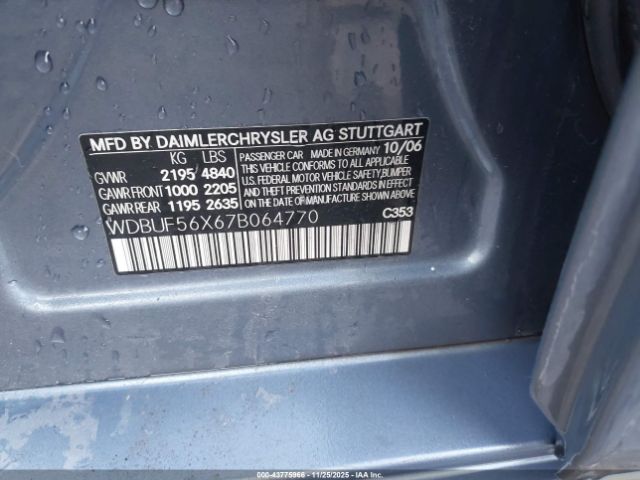 MFD BY DAIMLERCHRYSLER AG STUTTGART
KG LBS
GVWR 2195 4840
GAWR FRONT 1000 2205
GAWR REAR 1195 2635
PASSENGER CAR MADE IN GERMANY 10/06
THIS VEHICLE CONFORMS TO ALL APPLICABLE
U.S. FEDERAL MOTOR VEHICLE SAFETY,BUMPER
AND THEFT PREVENTION STANDARDS IN EFFECT
ON THE DATE OF MANUFACTURE SHOWN ABOVE
WDBUF56X67B064770
C353
000-43775966 - 11/25/2025 - IAA Holdings, LLC.